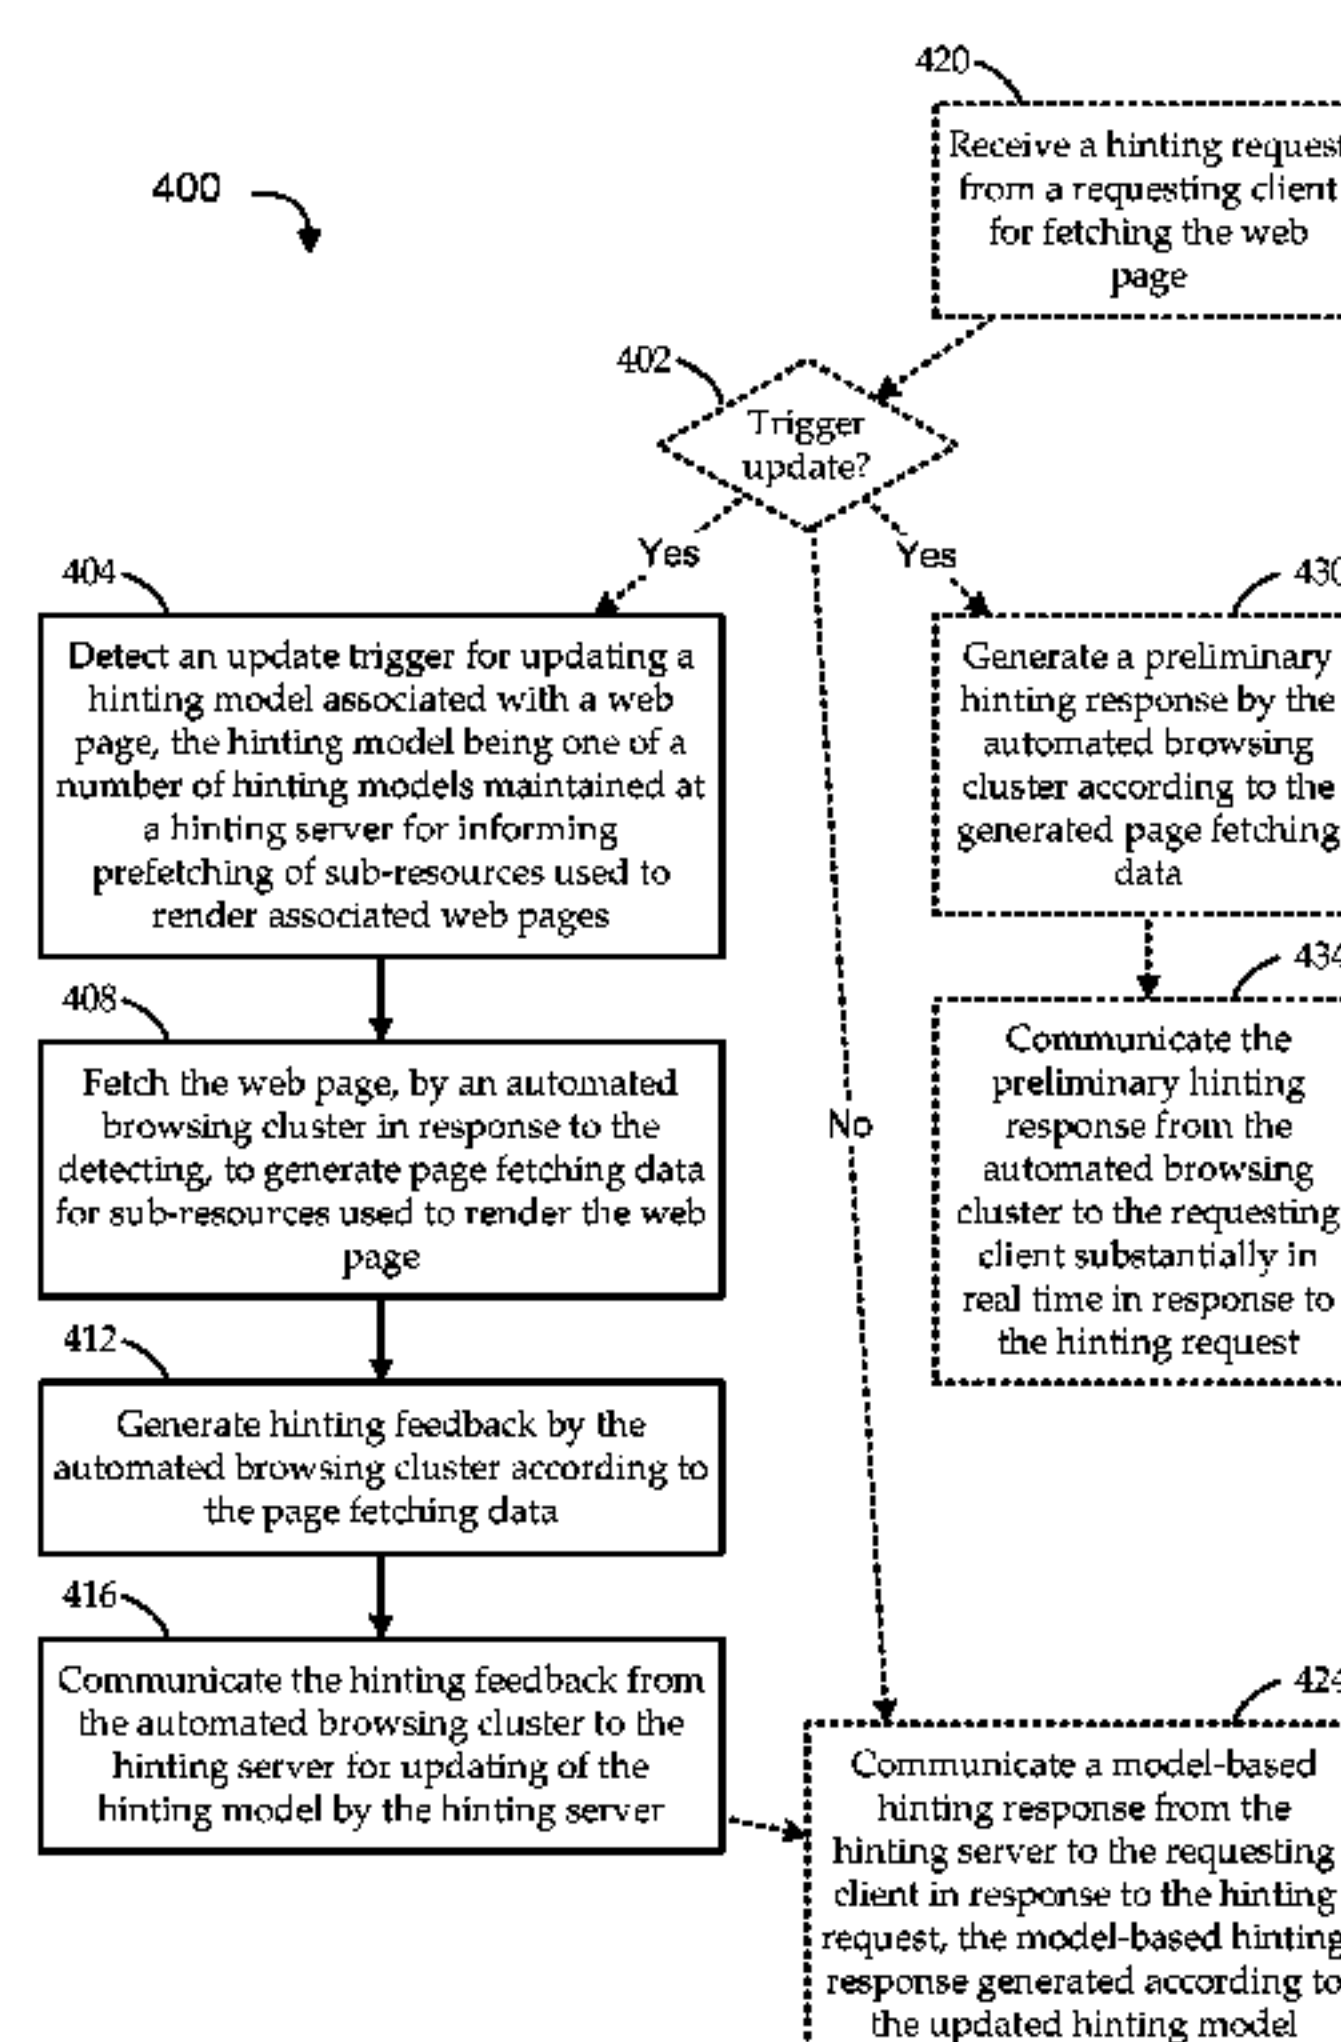 420
Receive a hinting request
from a requesting client
for fetching the web
page
400
402
Trigger
update?
Yes
Yes
404
Detect an update trigger for updating a
hinting model associated with a web
page, the hinting model being one of a
number of hinting models maintained at
a hinting server for informing
prefetching of sub-resources used to
render associated web pages
430
Generate a preliminary
hinting response by the
automated browsing
cluster according to the
generated page fetching
data
408
Fetch the web page, by an automated
browsing cluster in response to the
detecting, to generate page fetching data
for sub-resources used to render the web
page
434
Communicate the
preliminary hinting
response from the
automated browsing
cluster to the requesting
client substantially in
real time in response to
the hinting request
No
412
Generate hinting feedback by the
automated browsing cluster according to
the page fetching data
416
Communicate the hinting feedback from
the automated browsing cluster to the
hinting server for updating of the
hinting model by the hinting server
424
Communicate a model-based
hinting response from the
hinting server to the requesting
client in response to the hinting
request, the model-based hinting
response generated according to
the updated hinting model